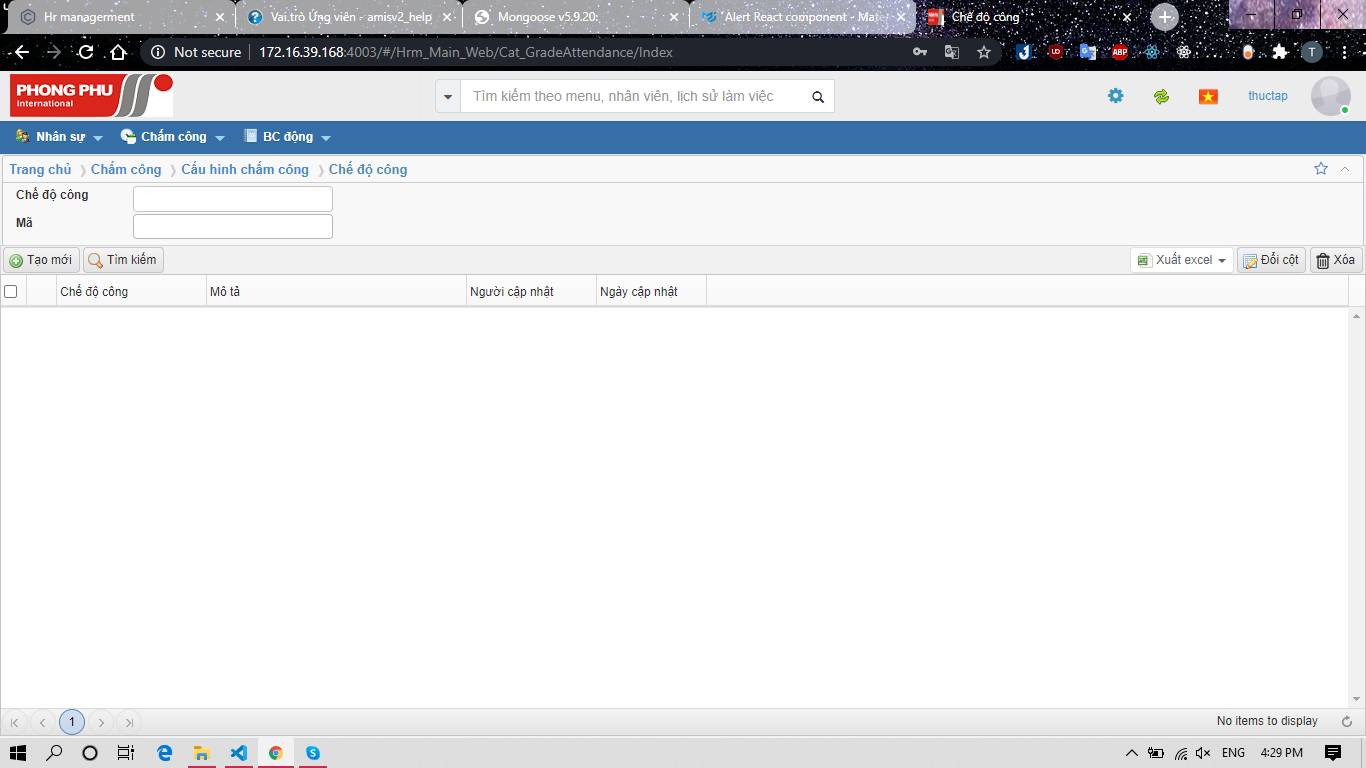 Hr managerment
Vai trò Ứng viên - amisv2_help
Mongoose v5.9.20:
Alert React component - Mate
Chế độ công
Not secure
172.16.39.168:4003/#/Hrm_Main_Web/Cat_GradeAttendance/Index
UD
ABP
T
PHONG PHU
International
Tìm kiếm theo menu, nhân viên, lịch sử làm việc
thuctap
Nhân sự
Chấm công
BC động
Trang chủ
Chấm công
Cấu hình chấm công
Chế độ công
Chế độ công
Mã
Tạo mới
Tìm kiếm
Xuất excel
Đổi cột
Xóa
Chế độ công
Mô tả
Người cập nhật
Ngày cập nhật
1
No items to display
ENG
4:29 PM